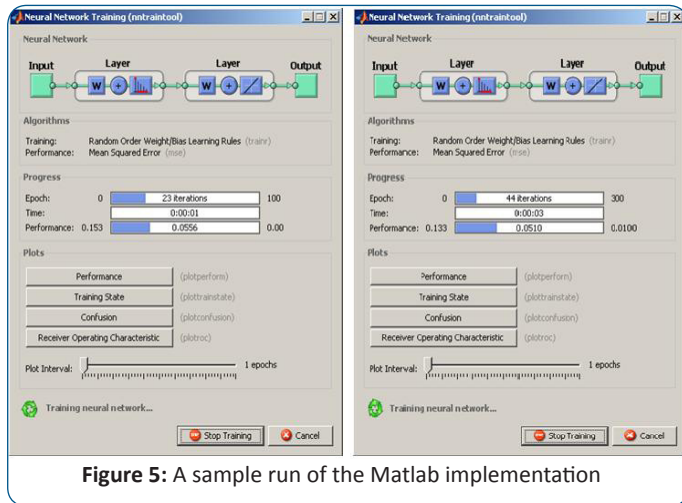 Neural Network Training (nntraintool)
Neural Network
Input Layer Layer Output
W + W +
Algorithms
Training: Random Order Weight/Bias Learning Rules (trainr)
Performance: Mean Squared Error (mse)
Progress
Epoch: 0 23 iterations 100
Time: 0:00:01
Performance: 0.153 0.0556 0.00
Plots
Performance (plotperform)
Training State (plottrainstate)
Confusion (plotconfusion)
Receiver Operating Characteristic (plotroc)
Plot Interval: 1 epochs
Training neural network...
Stop Training Cancel
Neural Network Training (nntraintool)
Neural Network
Input Layer Layer Output
W + W +
Algorithms
Training: Random Order Weight/Bias Learning Rules (trainr)
Performance: Mean Squared Error (mse)
Progress
Epoch: 0 44 iterations 300
Time: 0:00:03
Performance: 0.133 0.0510 0.0100
Plots
Performance (plotperform)
Training State (plottrainstate)
Confusion (plotconfusion)
Receiver Operating Characteristic (plotroc)
Plot Interval: 1 epochs
Training neural network...
Stop Training Cancel
Figure 5: A sample run of the Matlab implementation